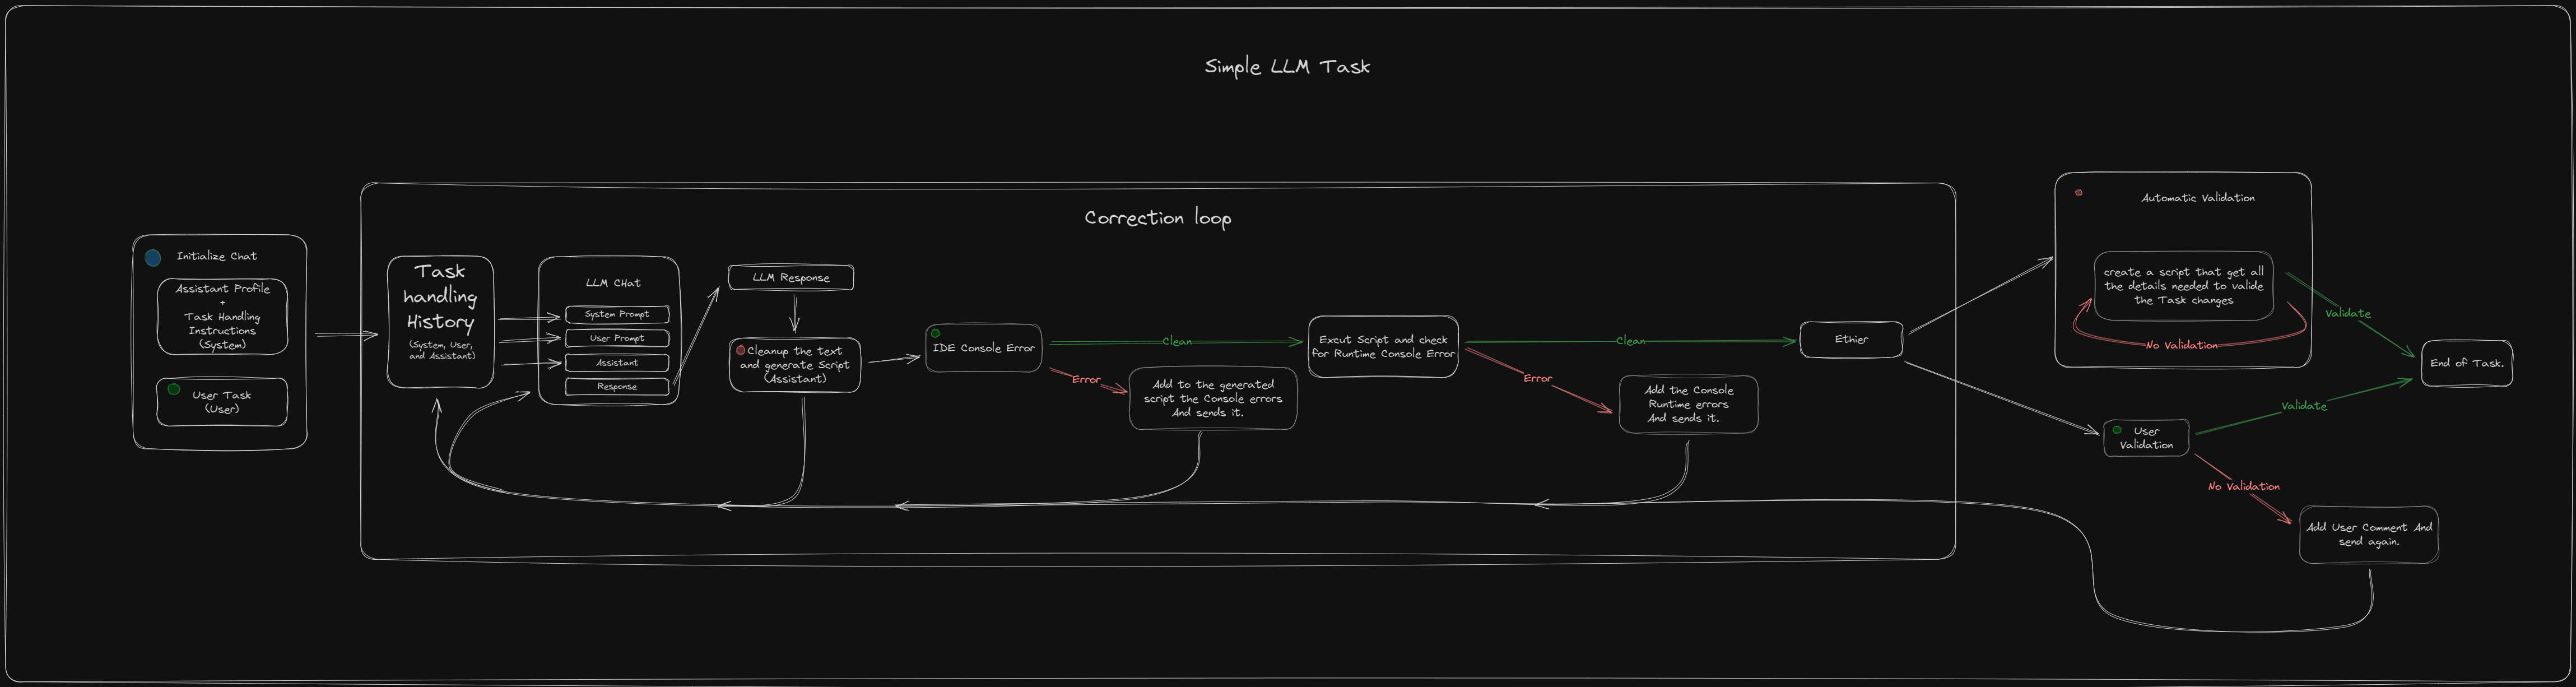 Simple LLM Task
Correction loop
Initialize Chat
Assistant Profile
+
Task Handling
Instructions
(System)
User Task
(User)
Task
handling
History
(System, User,
and Assistant)
LLM CHat
System Prompt
User Prompt
Assistant
Response
LLM Response
Cleanup the text
and generate Script
(Assistant)
IDE Console Error
Clean
Error
Add to the generated
script the Console errors
And sends it.
Excut Script and check
for Runtime Console Error
Clean
Error
Add the Console
Runtime errors
And sends it.
Ethier
Automatic Validation
create a script that get all
the details needed to valide
the Task changes
No Validation
Validate
User
Validation
Validate
No Validation
Add User Comment And
send again.
End of Task.